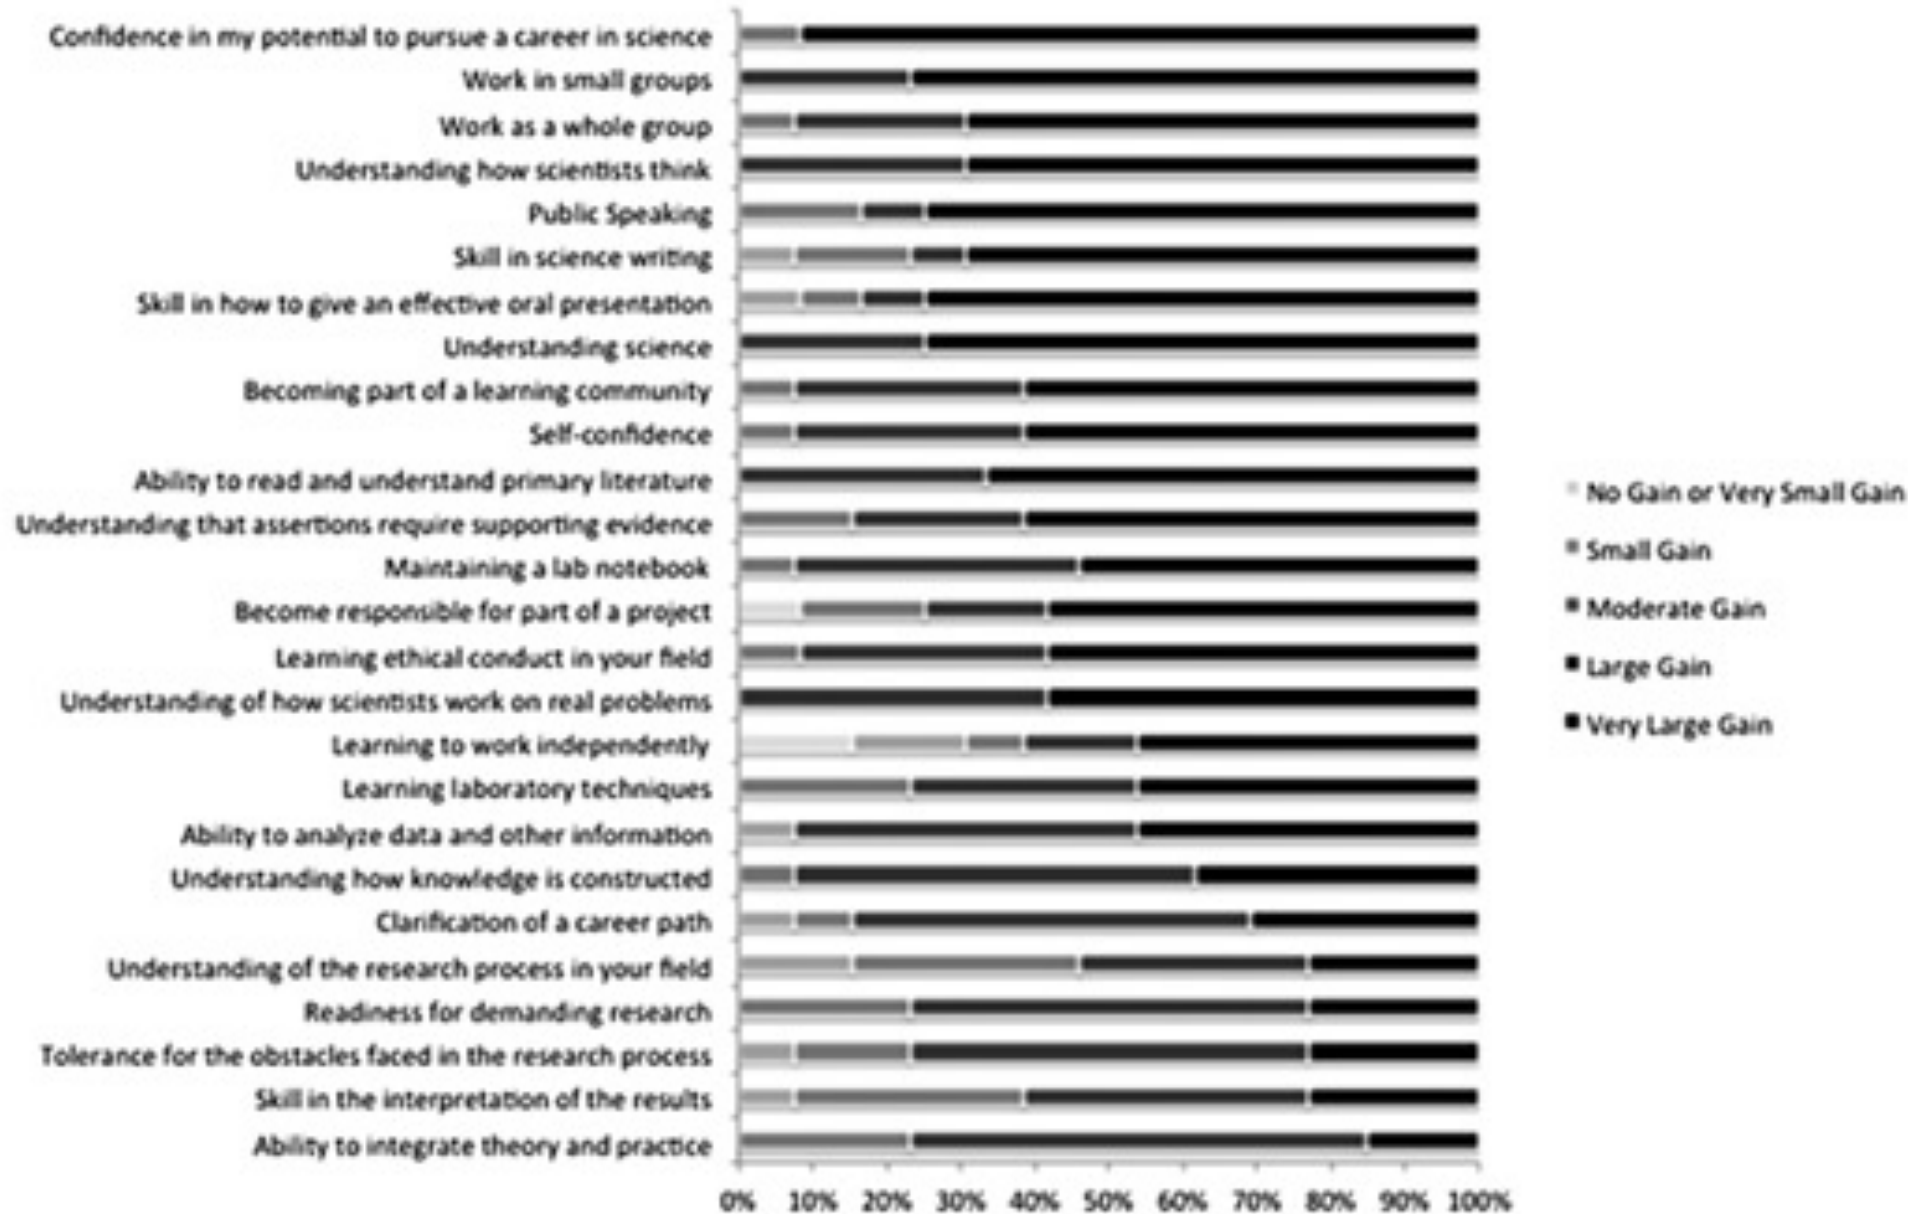 Confidence in my potential to pursue a career in science
Work in small groups
Work as a whole group
Understanding how scientists think
Public Speaking
Skill in science writing
Skill in how to give an effective oral presentation
Understanding science
Becoming part of a learning community
Self-confidence
Ability to read and understand primary literature
Understanding that assertions require supporting evidence
Maintaining a lab notebook
Become responsible for part of a project
Learning ethical conduct in your field
Understanding of how scientists work on real problems
Learning to work independently
Learning laboratory techniques
Ability to analyze data and other information
Understanding how knowledge is constructed
Clarification of a career path
Understanding of the research process in your field
Readiness for demanding research
Tolerance for the obstacles faced in the research process
Skill in the interpretation of the results
Ability to integrate theory and practice
0% 10% 20% 30% 40% 50% 60% 70% 80% 90% 100%
No Gain or Very Small Gain
Small Gain
Moderate Gain
Large Gain
Very Large Gain